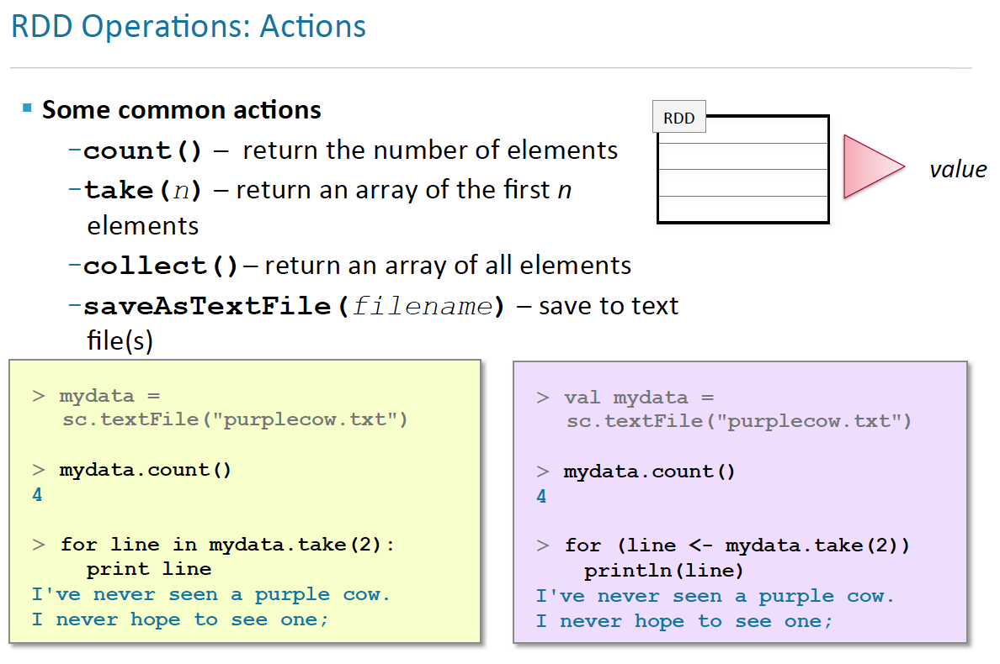 RDD Operations: Actions
Some common actions
–count() – return the number of elements
–take(n) – return an array of the first n
elements
–collect()– return an array of all elements
–saveAsTextFile(filename) – save to text
file(s)
RDD
value
> mydata =
sc.textFile("purplecow.txt")
> mydata.count()
4
> for line in mydata.take(2):
print line
I've never seen a purple cow.
I never hope to see one;
> val mydata =
sc.textFile("purplecow.txt")
> mydata.count()
4
> for (line <- mydata.take(2))
println(line)
I've never seen a purple cow.
I never hope to see one;